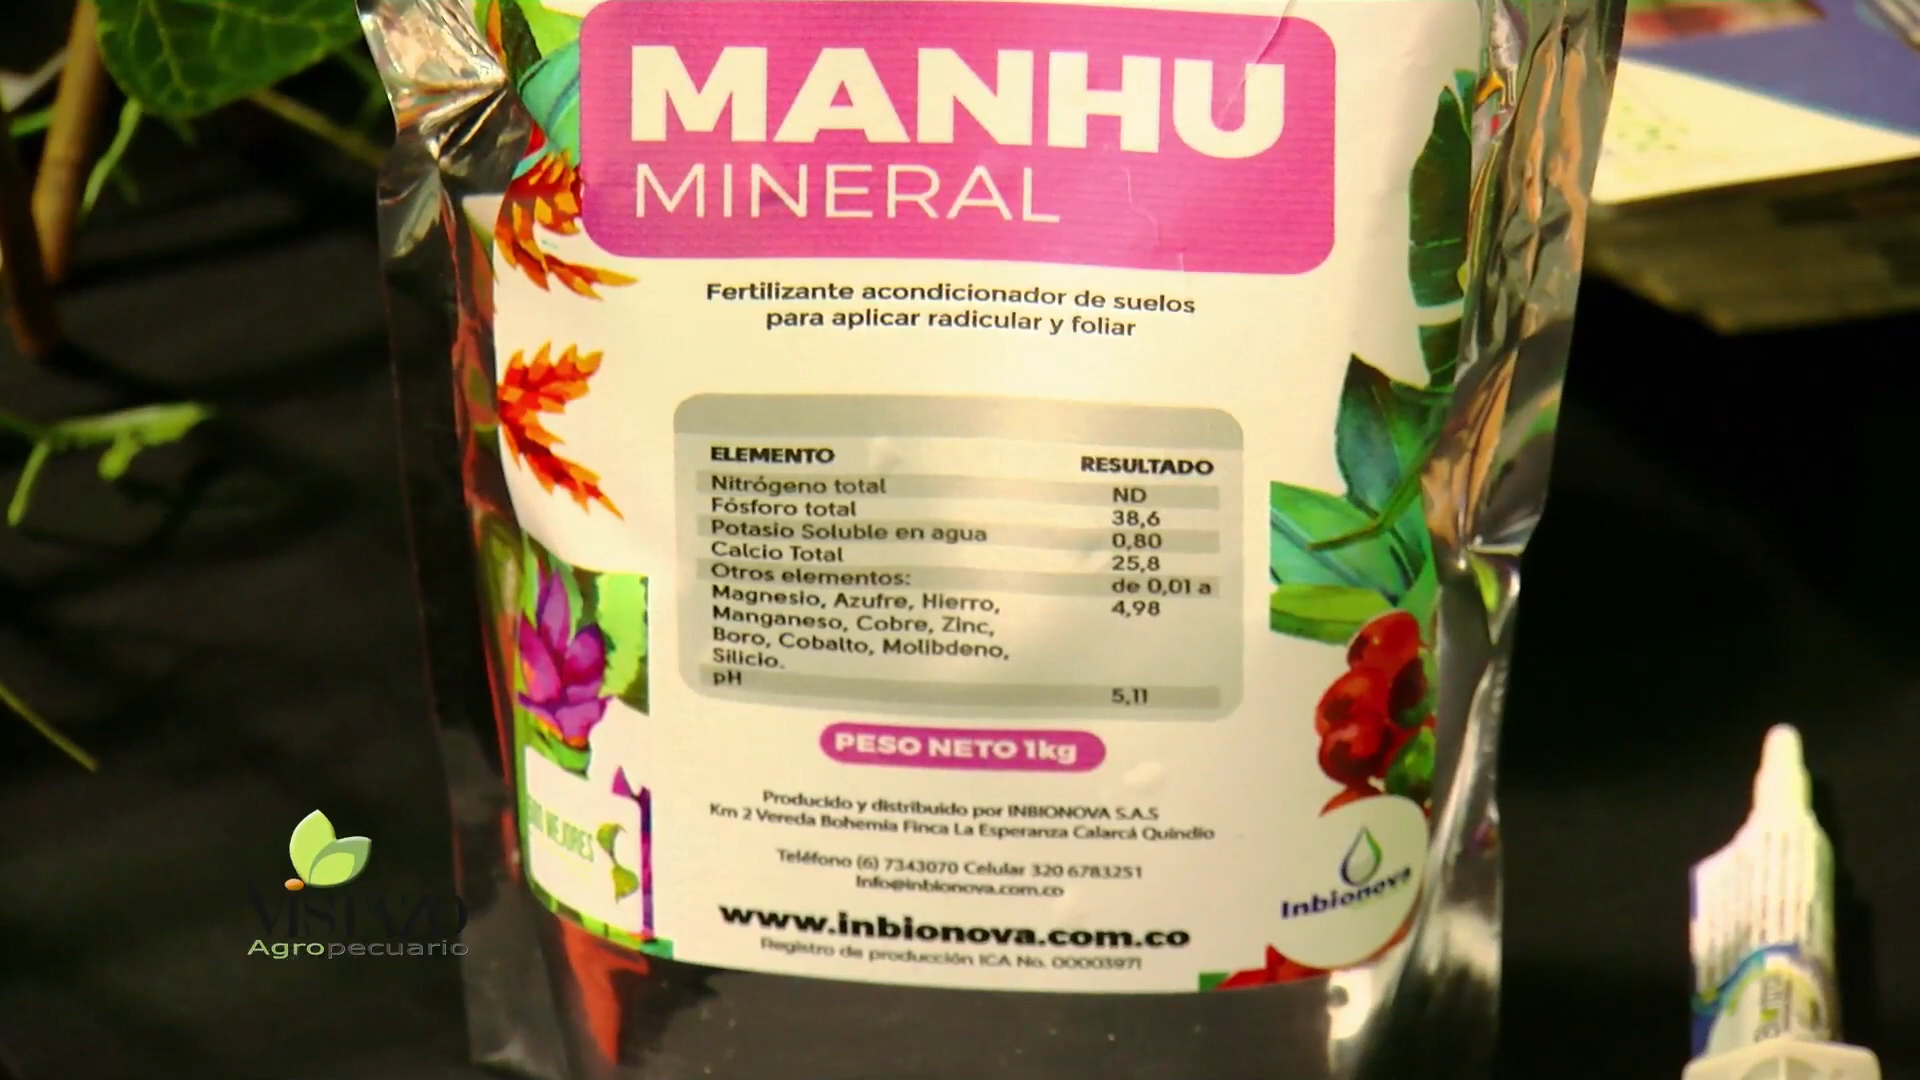 MANHU
MINERAL
Fertilizante acondicionador de suelos
para aplicar radicular y foliar
ELEMENTO RESULTADO
Nitrógeno total ND
Fósforo total 38,6
Potasio Soluble en agua 0,80
Calcio Total 25,8
Otros elementos: de 0,01 a
Magnesio, Azufre, Hierro, 4,98
Manganeso, Cobre, Zinc,
Boro, Cobalto, Molibdeno,
Silicio.
pH 5,11
PESO NETO 1kg
Producido y distribuido por INBIONOVA S.A.S
Km 2 Vereda Bohemia Finca La Esperanza Calarcá Quindio
Teléfono (6) 7343070 Celular 320 6783251
Info@inbionova.com.co
www.inbionova.com.co
Registro de producción ICA No. 00003971
Inbionova
MEJORES
VISTAZO
Agropecuario